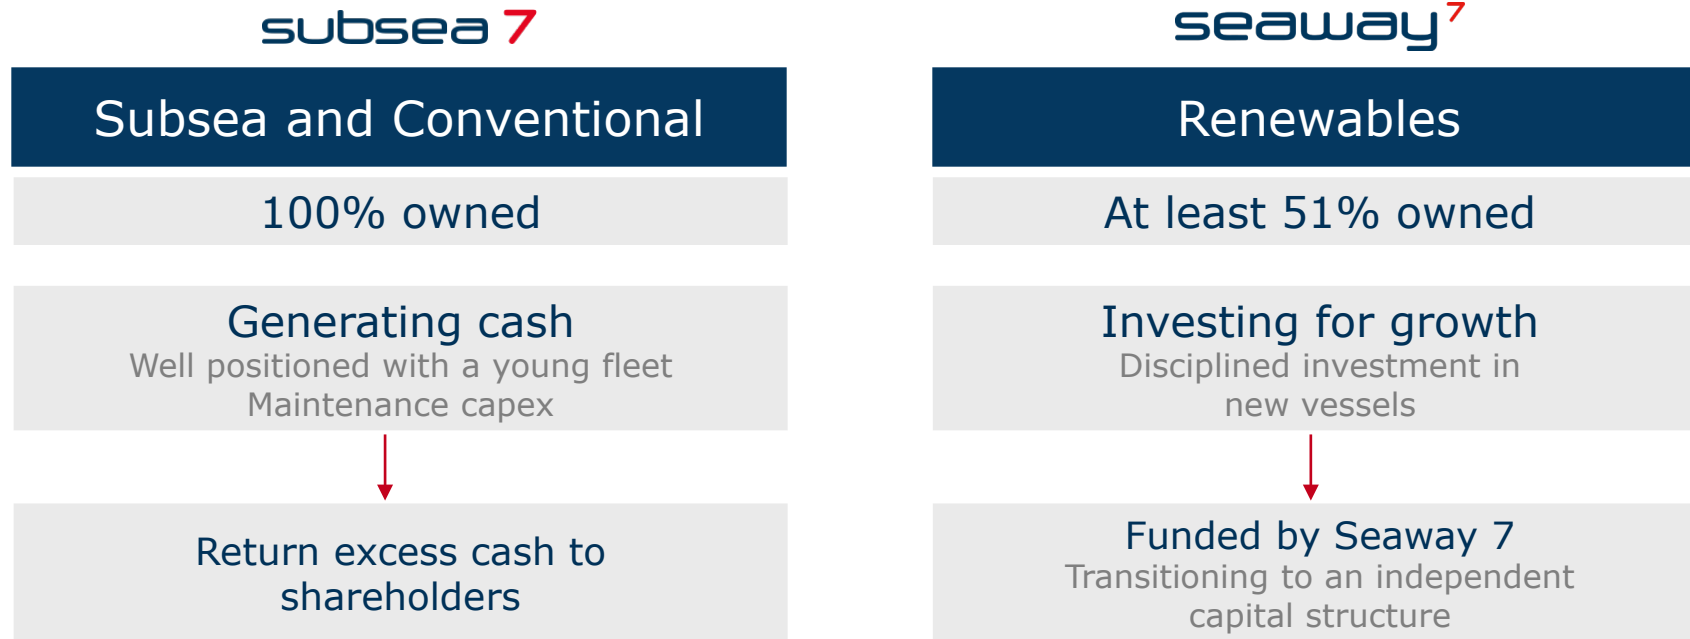 subsea 7
Subsea and Conventional
100% owned
Generating cash
Well positioned with a young fleet
Maintenance capex
Return excess cash to
shareholders
seaway7
Renewables
At least 51% owned
Investing for growth
Disciplined investment in
new vessels
Funded by Seaway 7
Transitioning to an independent
capital structure